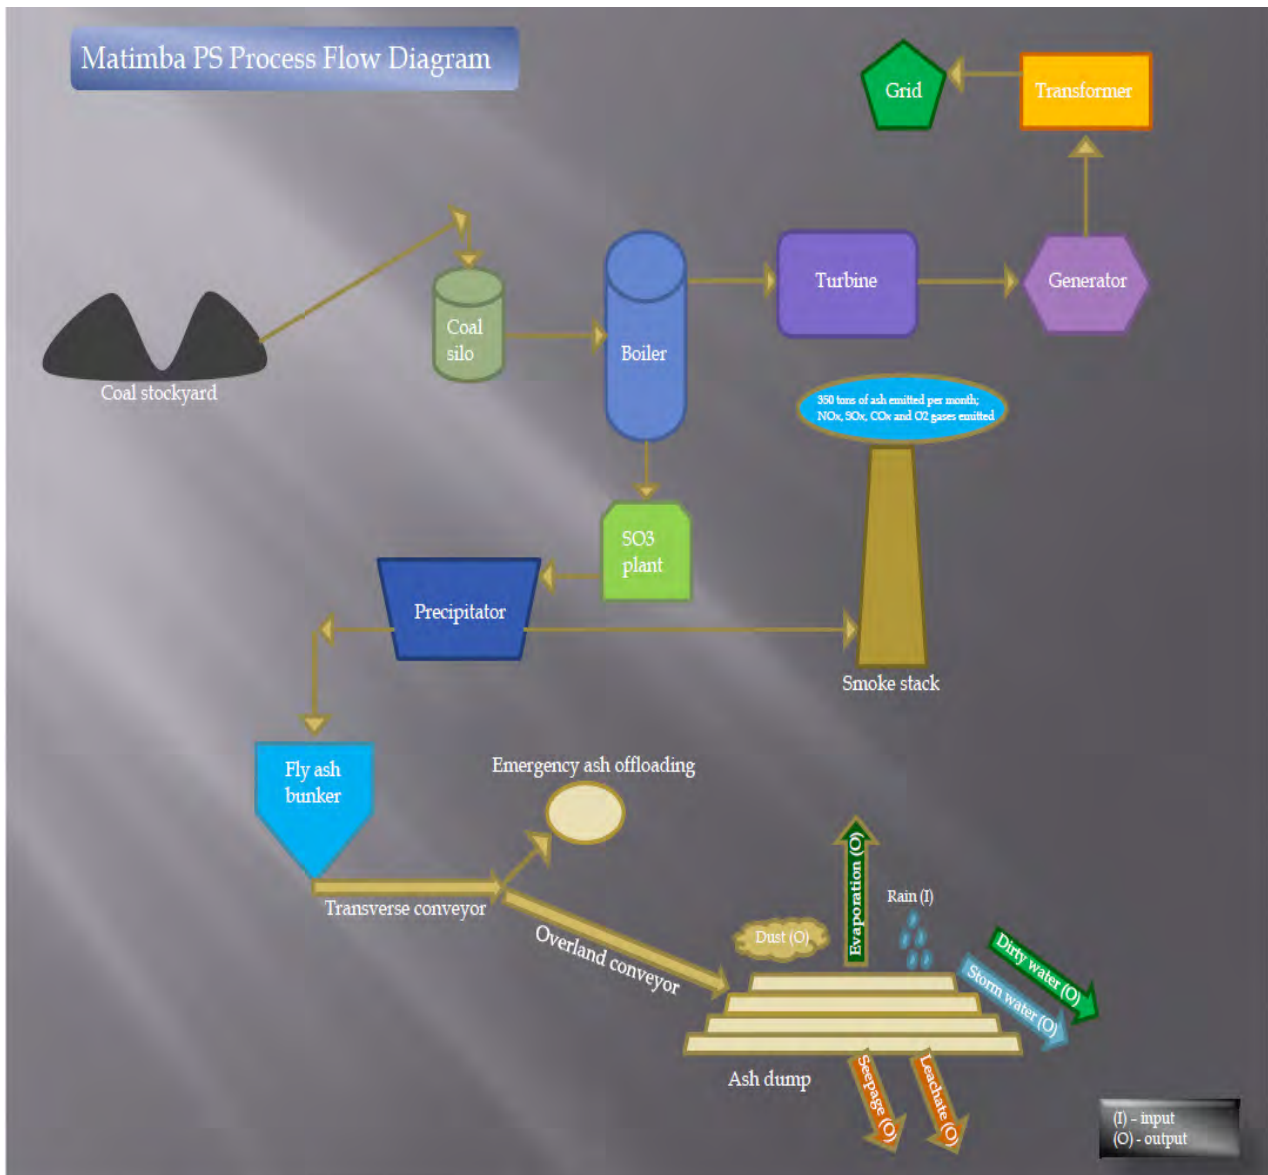 Matimba PS Process Flow Diagram
Grid
Transformer
Coal stockyard
Coal
silo
Boiler
Turbine
Generator
350 tons of ash emitted per month;
NOx, SOx, COx and O2 gases emitted
SO3
plant
Precipitator
Smoke stack
Fly ash
bunker
Emergency ash offloading
Transverse conveyor
Overland conveyor
Dust (O)
Evaporation (O)
Rain (I)
Dirty water (O)
Storm water (O)
Ash dump
Seepage (O)
Leachate (O)
(I) – input
(O) - output